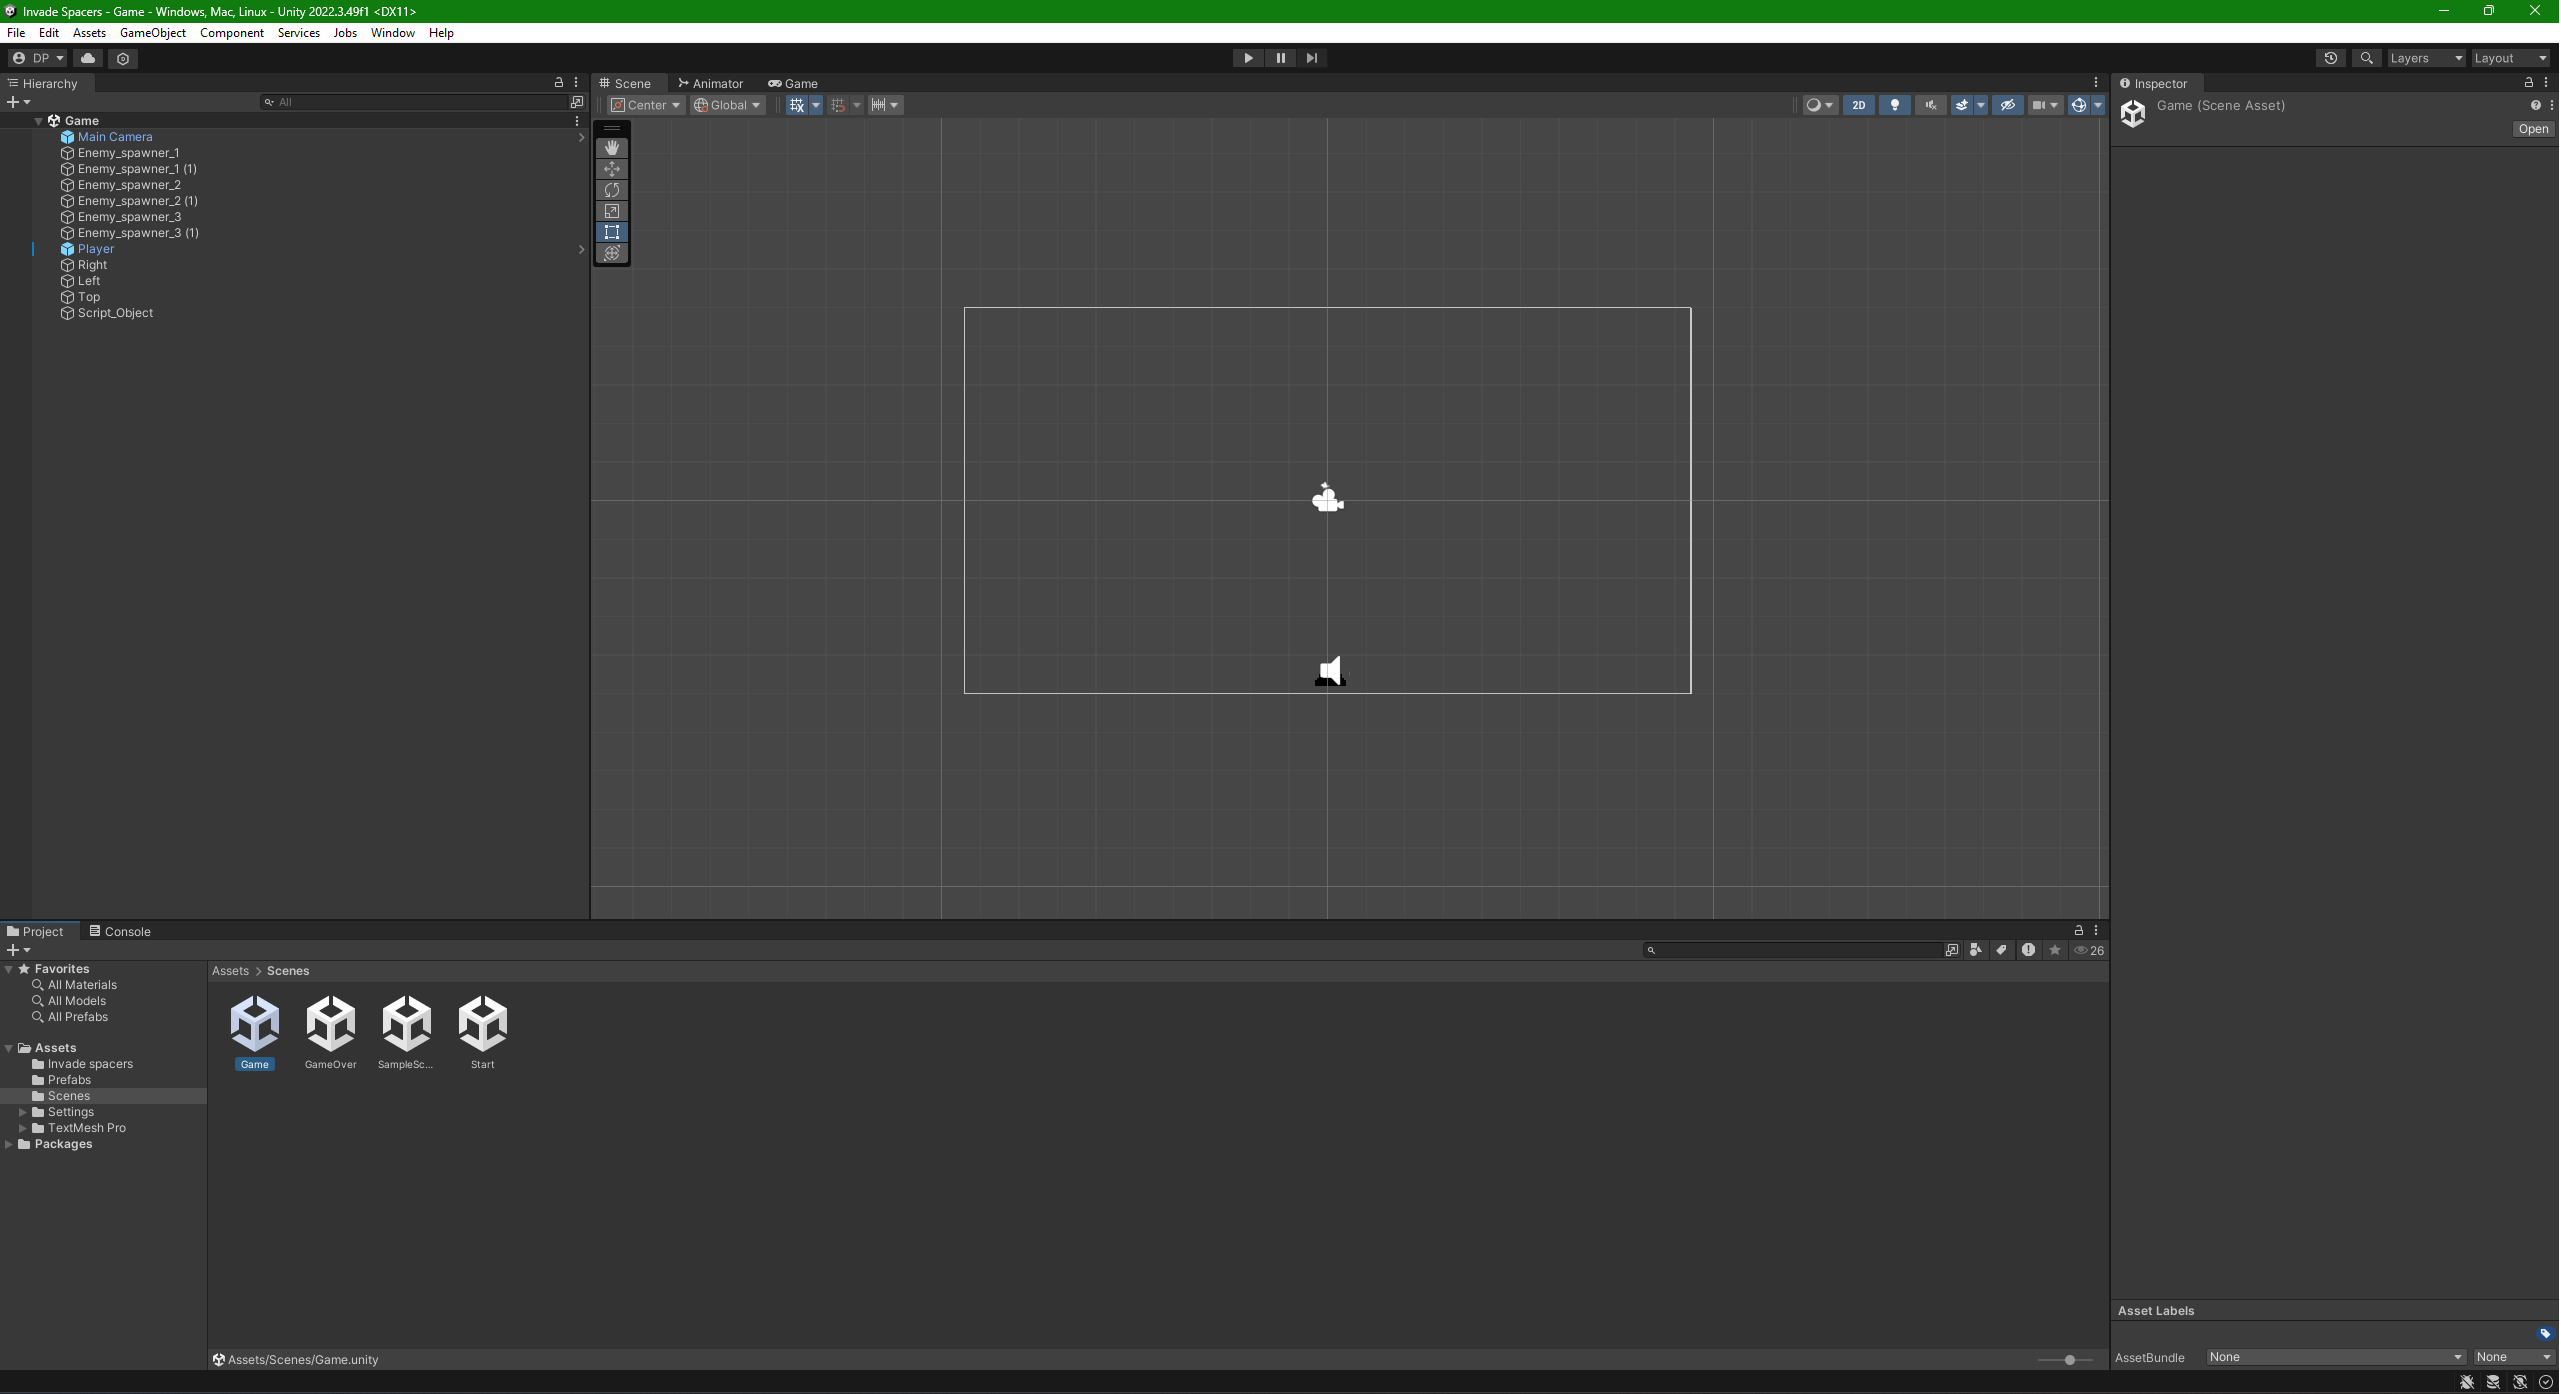 Invade Spacers - Game - Windows, Mac, Linux - Unity 2022.3.49f1 <DX11>
File Edit Assets GameObject Component Services Jobs Window Help
DP Layers Layout
Hierarchy
All
Game
Main Camera
Enemy_spawner_1
Enemy_spawner_1 (1)
Enemy_spawner_2
Enemy_spawner_2 (1)
Enemy_spawner_3
Enemy_spawner_3 (1)
Player
Right
Left
Top
Script_Object
Scene Animator Game
Center Global 2D
Inspector
Game (Scene Asset)
Open
Project Console
26
Favorites
All Materials
All Models
All Prefabs
Assets
Invade spacers
Prefabs
Scenes
Settings
TextMesh Pro
Packages
Assets > Scenes
Game GameOver SampleSc... Start
Assets/Scenes/Game.unity
Asset Labels
AssetBundle None None